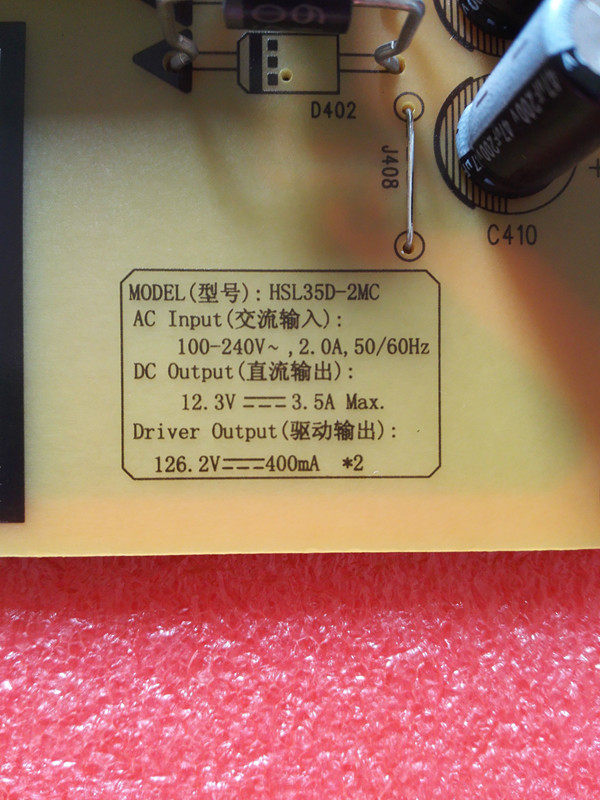 D402
J408
47µF200V
C410
MODEL(型号): HSL35D-2MC
AC Input(交流输入):
100-240V~ ,2.0A,50/60Hz
DC Output(直流输出):
12.3V ⎓ 3.5A Max.
Driver Output(驱动输出):
126.2V⎓400mA *2